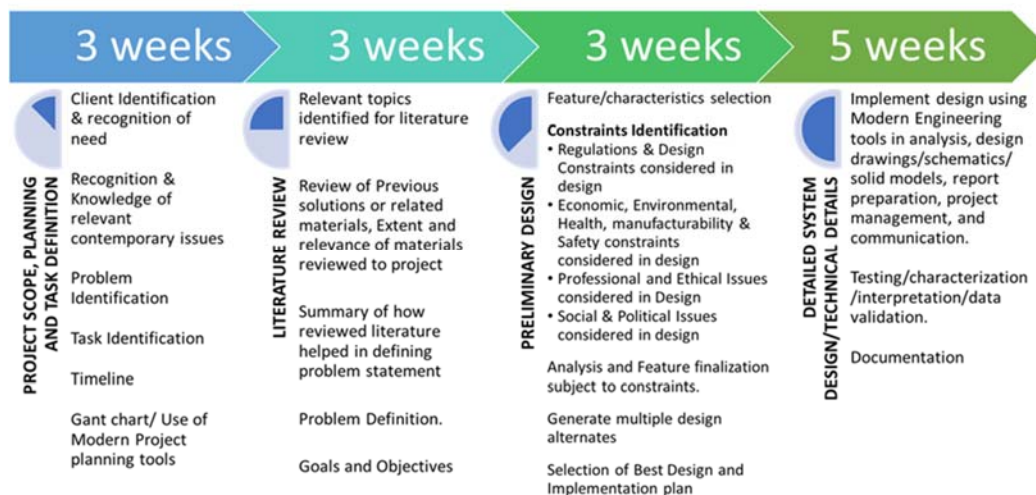 3 weeks
3 weeks
3 weeks
5 weeks
PROJECT SCOPE, PLANNING
AND TASK DEFINITION
Client Identification
& recognition of
need
Recognition &
Knowledge of
relevant
contemporary issues
Problem
Identification
Task Identification
Timeline
Gant chart/ Use of
Modern Project
planning tools
LITERATURE REVIEW
Relevant topics
identified for literature
review
Review of Previous
solutions or related
materials, Extent and
relevance of materials
reviewed to project
Summary of how
reviewed literature
helped in defining
problem statement
Problem Definition.
Goals and Objectives
PRELIMINARY DESIGN
Feature/characteristics selection
Constraints Identification
• Regulations & Design
Constraints considered in
design
• Economic, Environmental,
Health, manufacturability &
Safety constraints
considered in design
• Professional and Ethical Issues
considered in Design
• Social & Political Issues
considered in design
Analysis and Feature finalization
subject to constraints.
Generate multiple design
alternates
Selection of Best Design and
Implementation plan
DETAILED SYSTEM
DESIGN/TECHNICAL DETAILS
Implement design using
Modern Engineering
tools in analysis, design
drawings/schematics/
solid models, report
preparation, project
management, and
communication.
Testing/characterization
/interpretation/data
validation.
Documentation